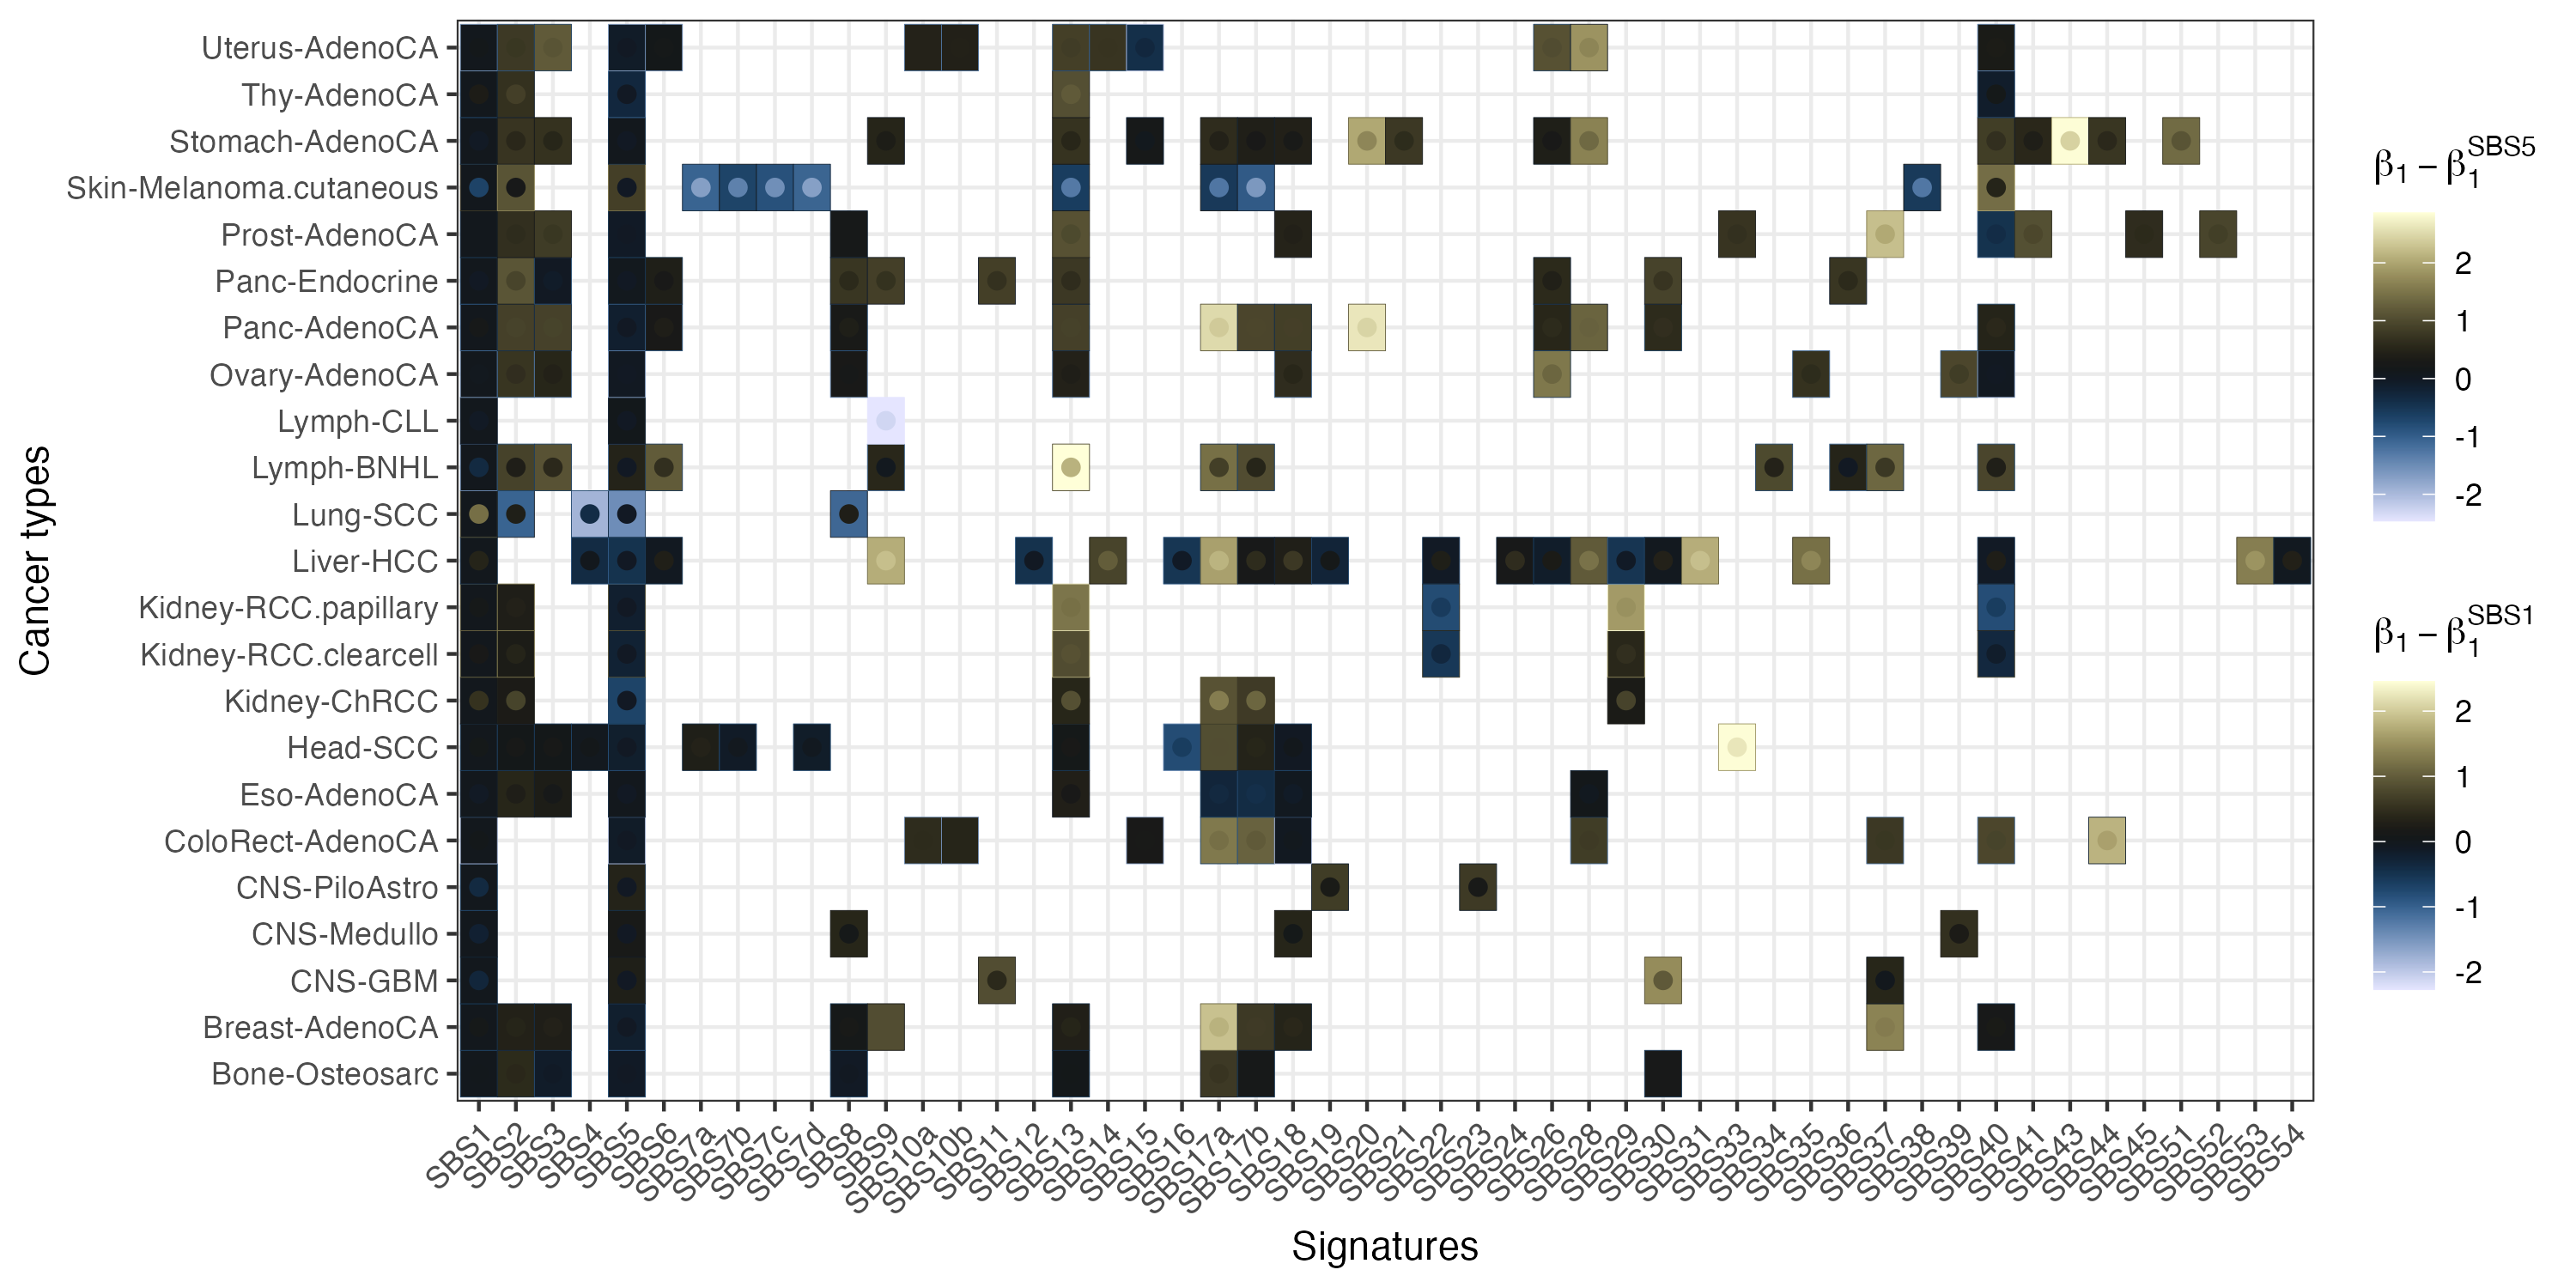 Cancer types
Uterus-AdenoCA
Thy-AdenoCA
Stomach-AdenoCA
Skin-Melanoma.cutaneous
Prost-AdenoCA
Panc-Endocrine
Panc-AdenoCA
Ovary-AdenoCA
Lymph-CLL
Lymph-BNHL
Lung-SCC
Liver-HCC
Kidney-RCC.papillary
Kidney-RCC.clearcell
Kidney-ChRCC
Head-SCC
Eso-AdenoCA
ColoRect-AdenoCA
CNS-PiloAstro
CNS-Medullo
CNS-GBM
Breast-AdenoCA
Bone-Osteosarc
SBS1
SBS2
SBS3
SBS4
SBS5
SBS6
SBS7a
SBS7b
SBS7c
SBS7d
SBS8
SBS9
SBS10a
SBS10b
SBS11
SBS12
SBS13
SBS14
SBS15
SBS16
SBS17a
SBS17b
SBS18
SBS19
SBS20
SBS21
SBS22
SBS23
SBS24
SBS26
SBS28
SBS29
SBS30
SBS31
SBS33
SBS34
SBS35
SBS36
SBS37
SBS38
SBS39
SBS40
SBS41
SBS43
SBS44
SBS45
SBS51
SBS52
SBS53
SBS54
Signatures
β1 − β1^SBS5
2
1
0
-1
-2
β1 − β1^SBS1
2
1
0
-1
-2